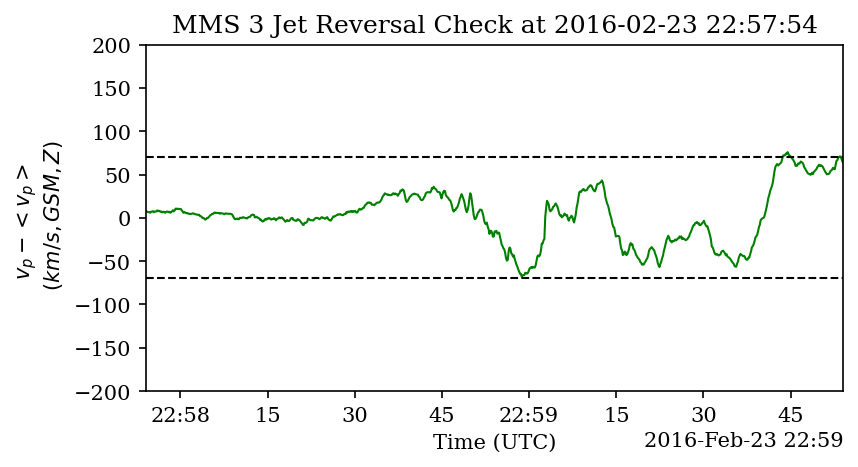 MMS 3 Jet Reversal Check at 2016-02-23 22:57:54
200
150
100
50
0
−50
−100
−150
−200
v_p − < v_p >
(km/s, GSM, Z)
22:58 15 30 45 22:59 15 30 45
Time (UTC)
2016-Feb-23 22:59